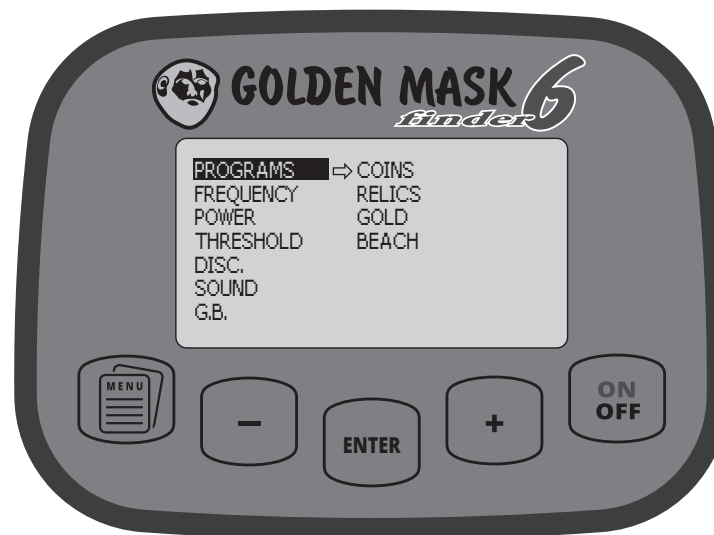 GOLDEN MASK 6
finder
PROGRAMS ⇨ COINS
FREQUENCY RELICS
POWER GOLD
THRESHOLD BEACH
DISC.
SOUND
G.B.
MENU
−
ENTER
+
ON
OFF